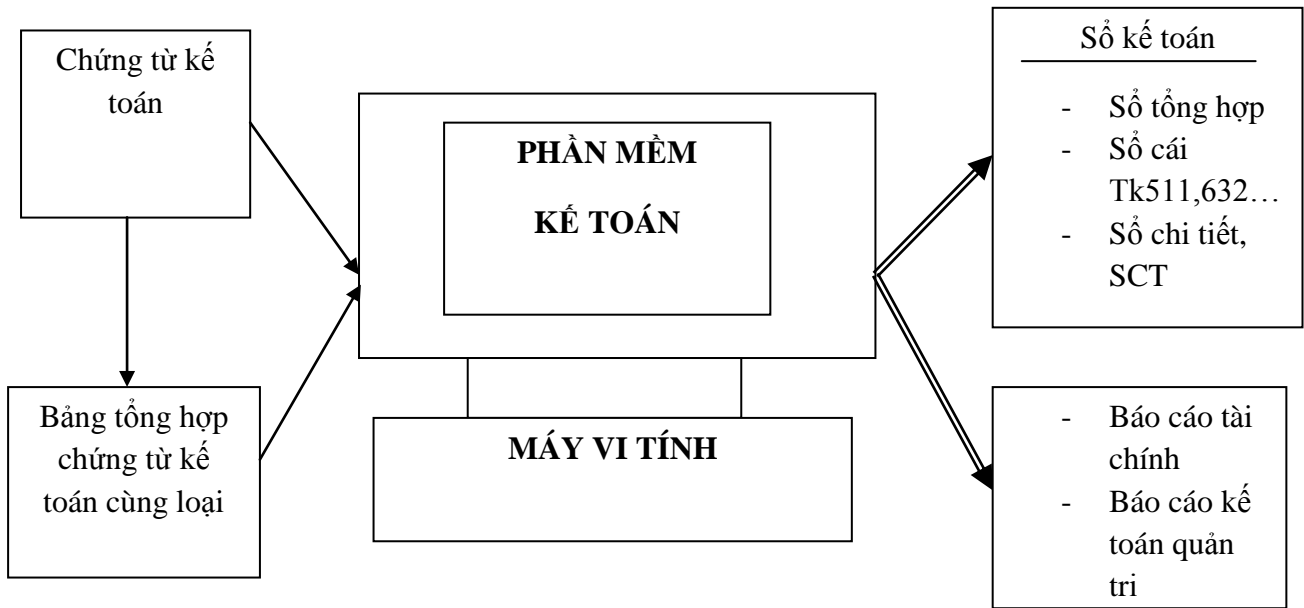 Chứng từ kế
toán
Bảng tổng hợp
chứng từ kế
toán cùng loại
PHẦN MỀM
KẾ TOÁN
MÁY VI TÍNH
Sổ kế toán
- Sổ tổng hợp
- Sổ cái
Tk511,632…
- Sổ chi tiết,
SCT
- Báo cáo tài
chính
- Báo cáo kế
toán quản
tri